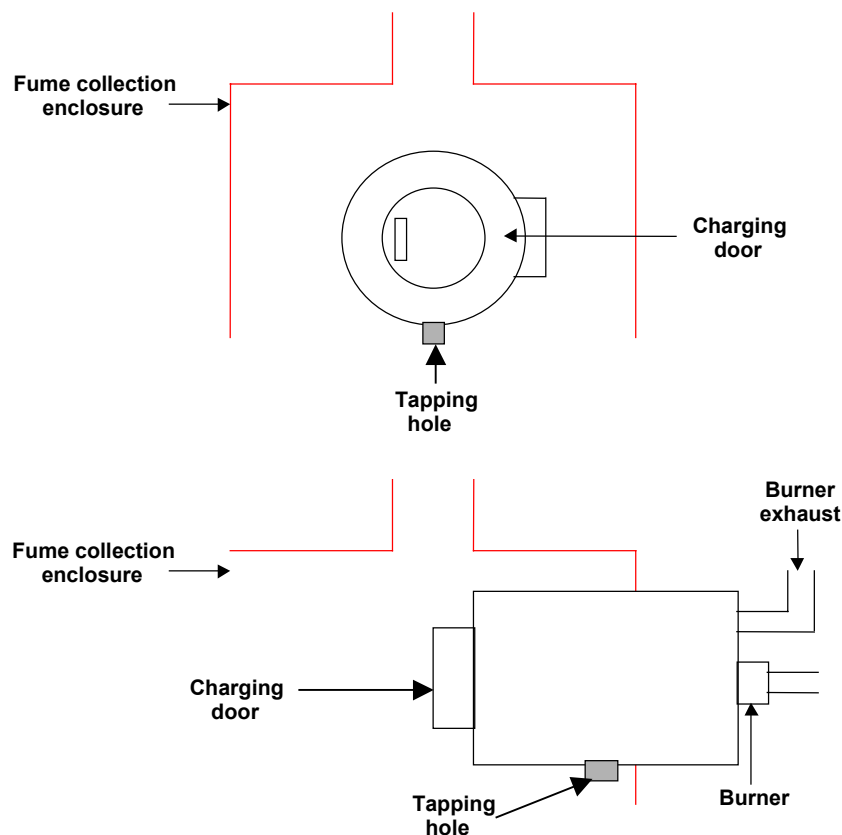 Fume collection
enclosure
Charging
door
Tapping
hole
Burner
exhaust
Fume collection
enclosure
Charging
door
Tapping
hole
Burner